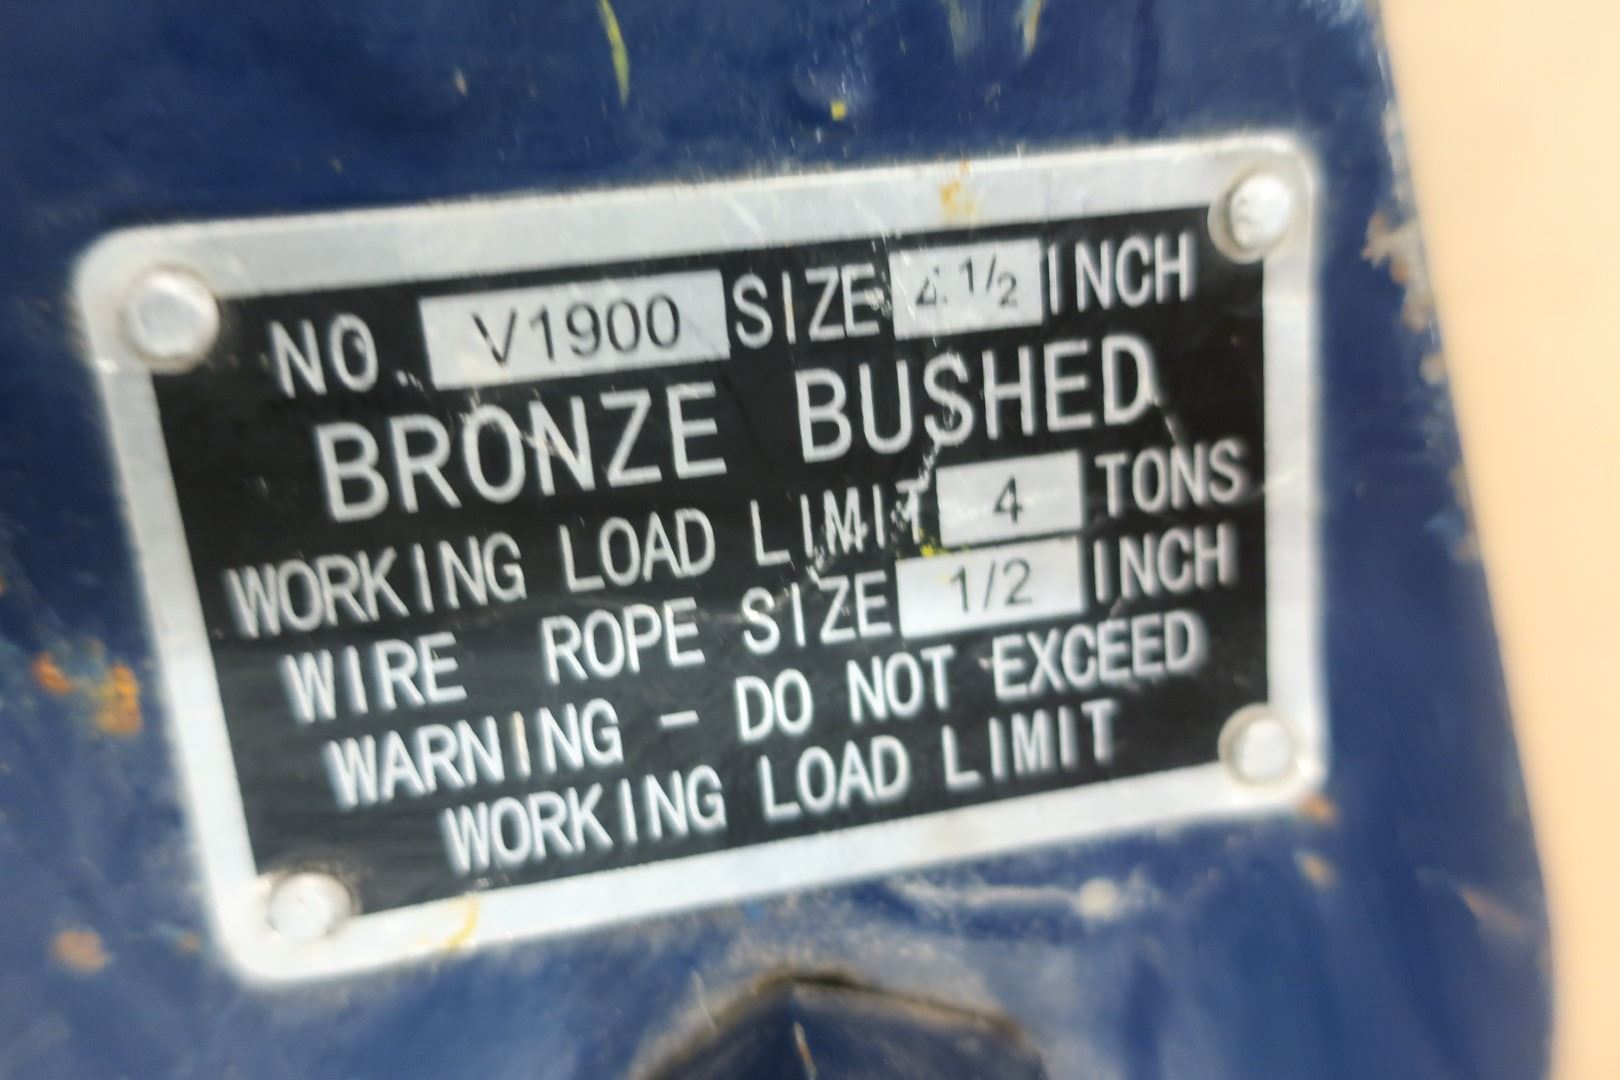 NO. V1900 SIZE 4 1/2 INCH
BRONZE BUSHED
WORKING LOAD LIMIT 4 TONS
WIRE ROPE SIZE 1/2 INCH
WARNING - DO NOT EXCEED
WORKING LOAD LIMIT